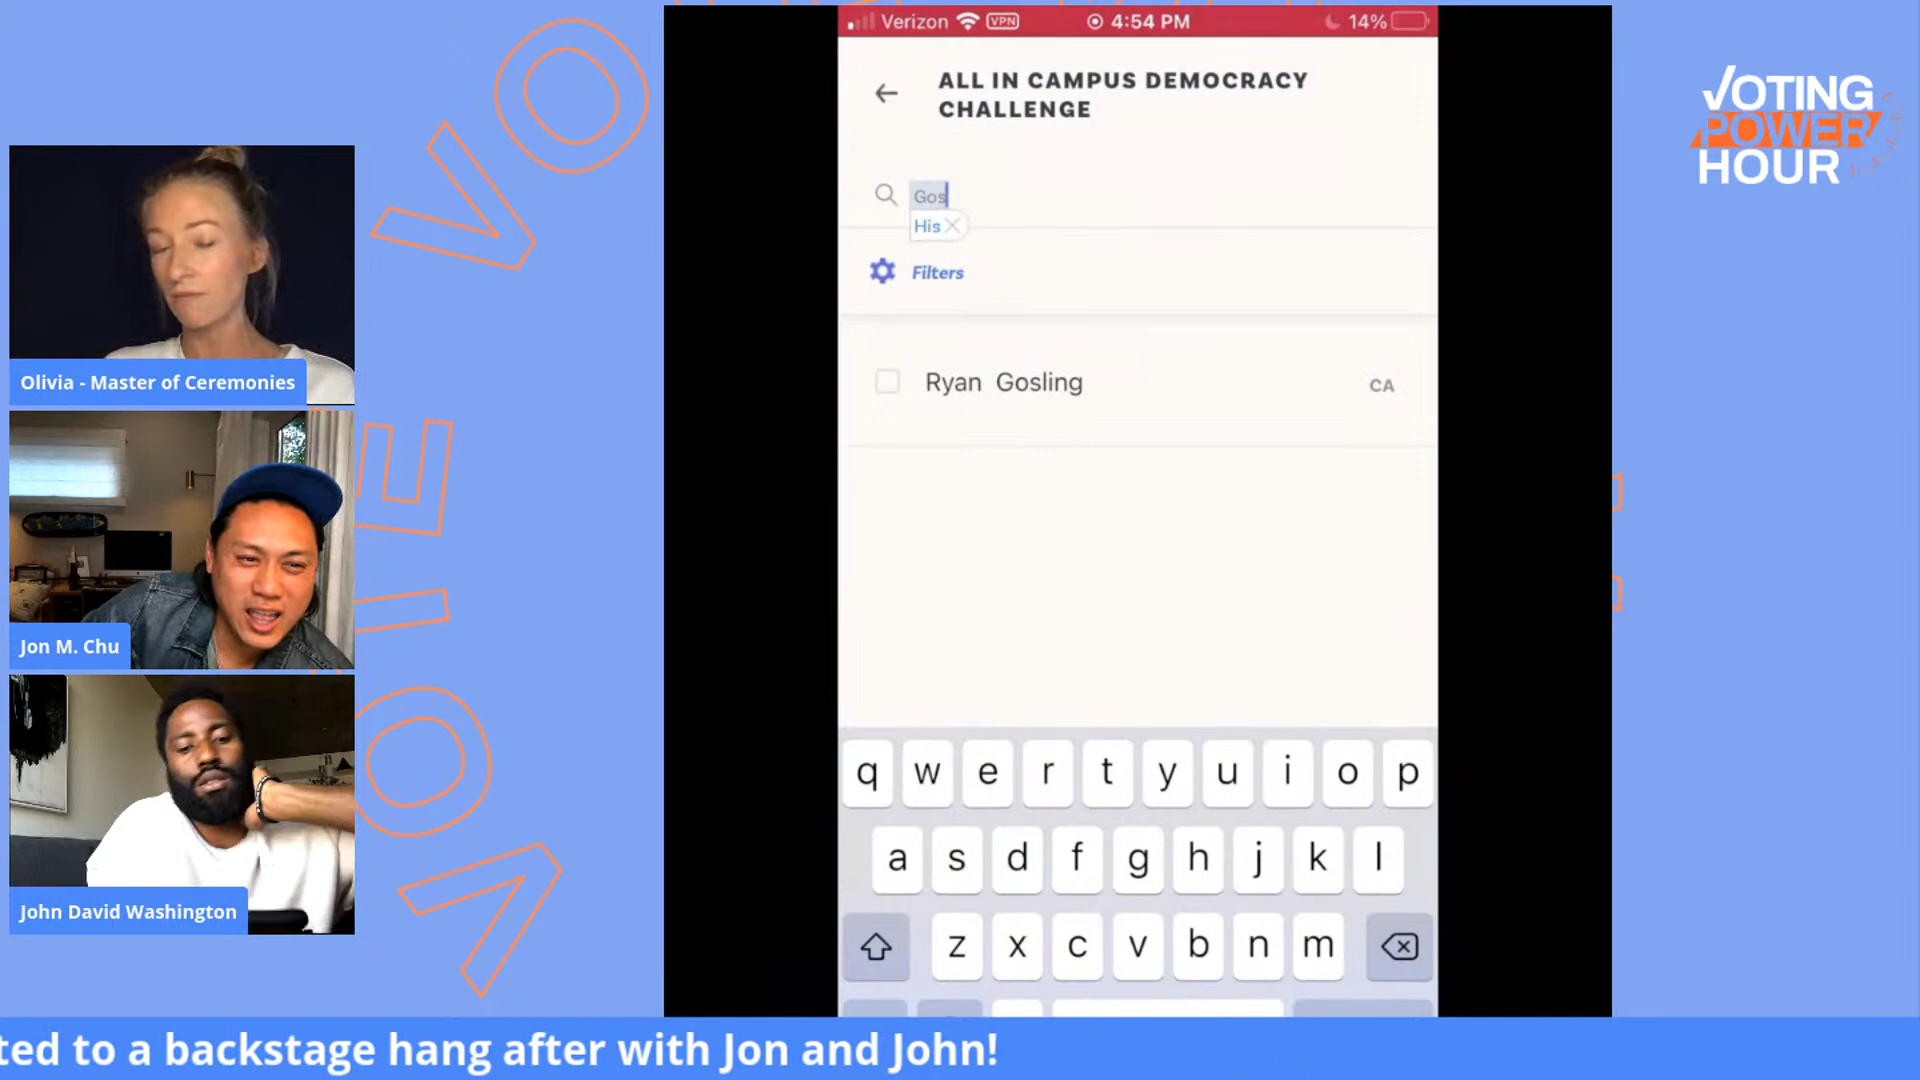 VOTE VO
Verizon VPN 4:54 PM 14%
ALL IN CAMPUS DEMOCRACY
CHALLENGE
Gos
His
Filters
Ryan Gosling CA
q w e r t y u i o p
a s d f g h j k l
z x c v b n m
VOTING
POWER
HOUR
Olivia - Master of Ceremonies
Jon M. Chu
John David Washington
ted to a backstage hang after with Jon and John!